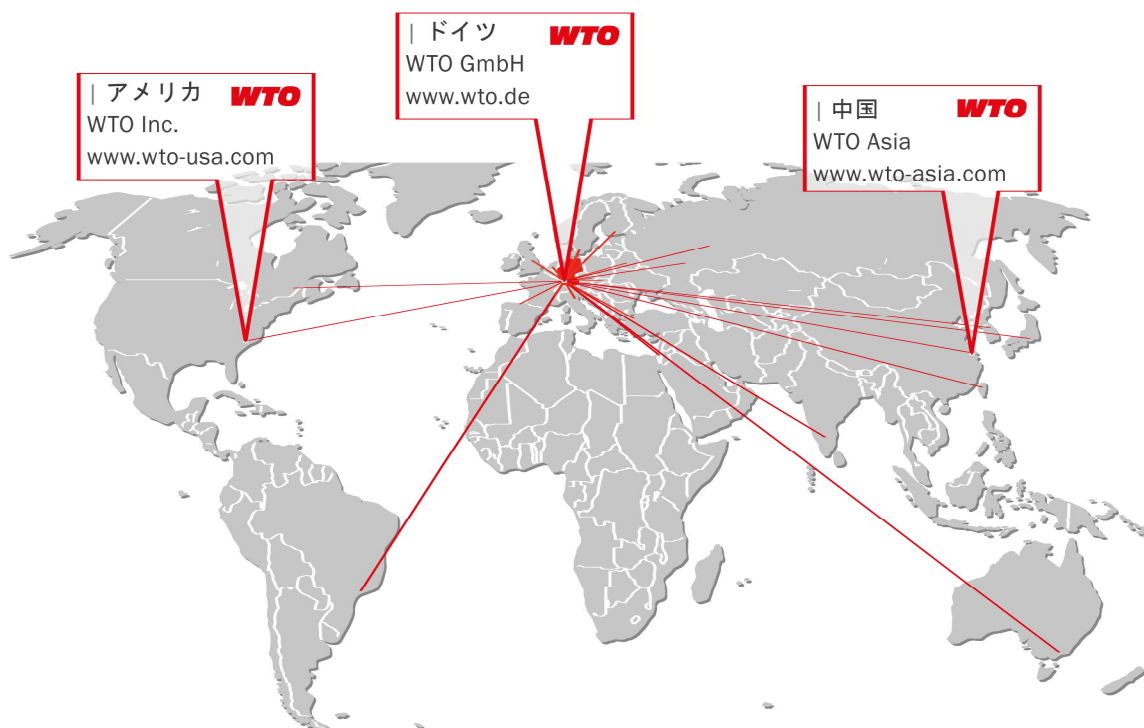 | アメリカ WTO
WTO Inc.
www.wto-usa.com
| ドイツ WTO
WTO GmbH
www.wto.de
| 中国 WTO
WTO Asia
www.wto-asia.com